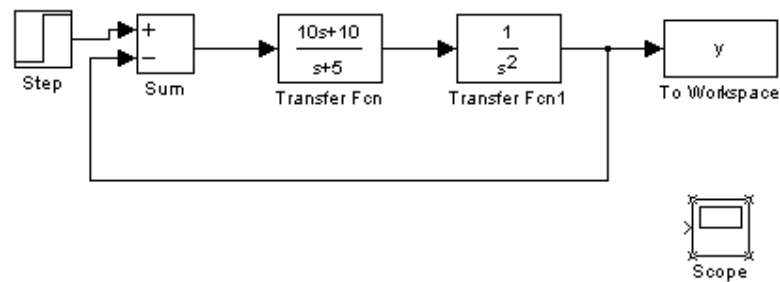 +
−
10s+10
s+5
1
s2
y
Step
Sum
Transfer Fcn
Transfer Fcn1
To Workspace
Scope